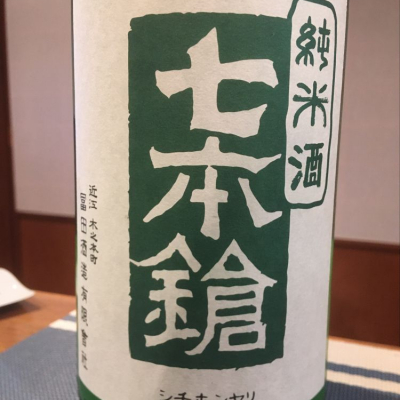 純米酒
七本鎗
近江 木之本町
シチホンヤリ